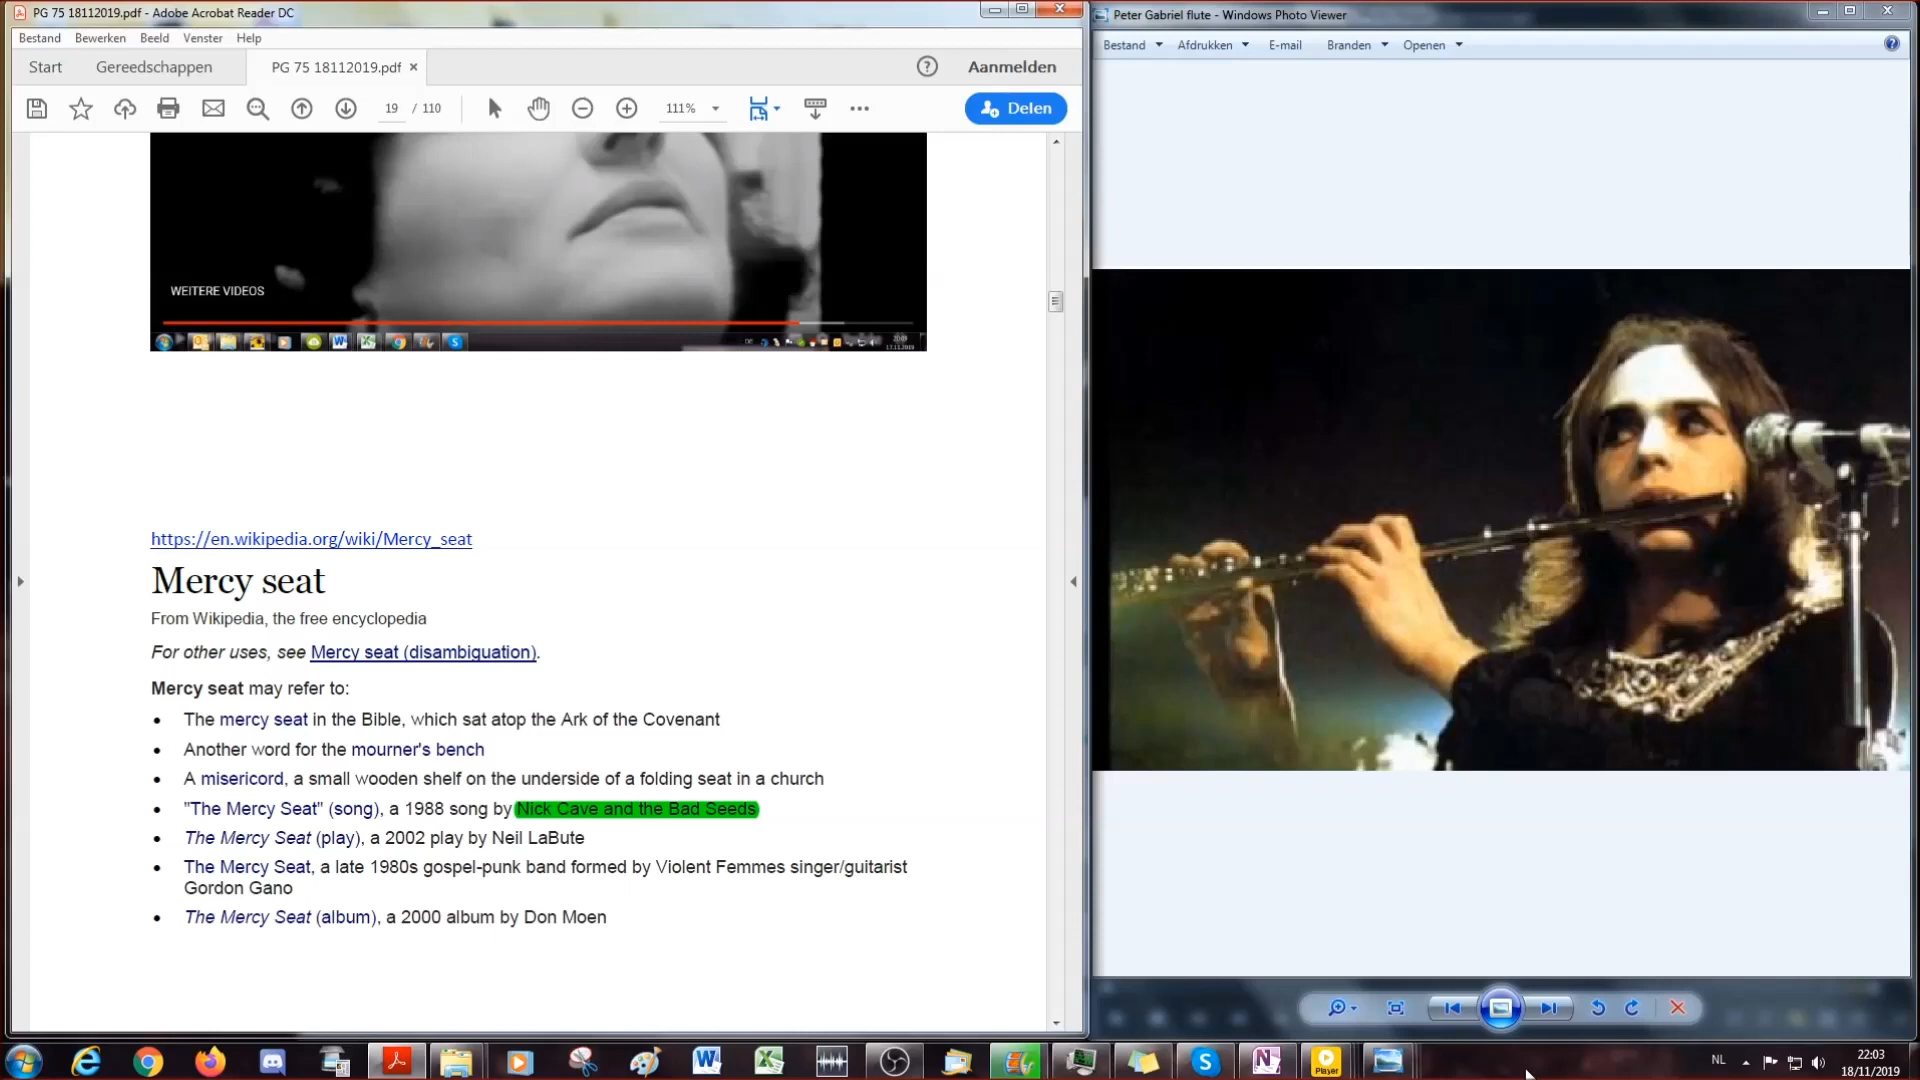 PG 75 18112019.pdf - Adobe Acrobat Reader DC
Bestand Bewerken Beeld Venster Help
Start Gereedschappen PG 75 18112019.pdf × Aanmelden
19 / 110 111% Delen
WEITERE VIDEOS
https://en.wikipedia.org/wiki/Mercy_seat
Mercy seat
From Wikipedia, the free encyclopedia
For other uses, see Mercy seat (disambiguation).
Mercy seat may refer to:
• The mercy seat in the Bible, which sat atop the Ark of the Covenant
• Another word for the mourner's bench
• A misericord, a small wooden shelf on the underside of a folding seat in a church
• "The Mercy Seat" (song), a 1988 song by Nick Cave and the Bad Seeds
• The Mercy Seat (play), a 2002 play by Neil LaBute
• The Mercy Seat, a late 1980s gospel-punk band formed by Violent Femmes singer/guitarist
Gordon Gano
• The Mercy Seat (album), a 2000 album by Don Moen
Peter Gabriel flute - Windows Photo Viewer
Bestand Afdrukken E-mail Branden Openen
Player
NL
22:03
18/11/2019